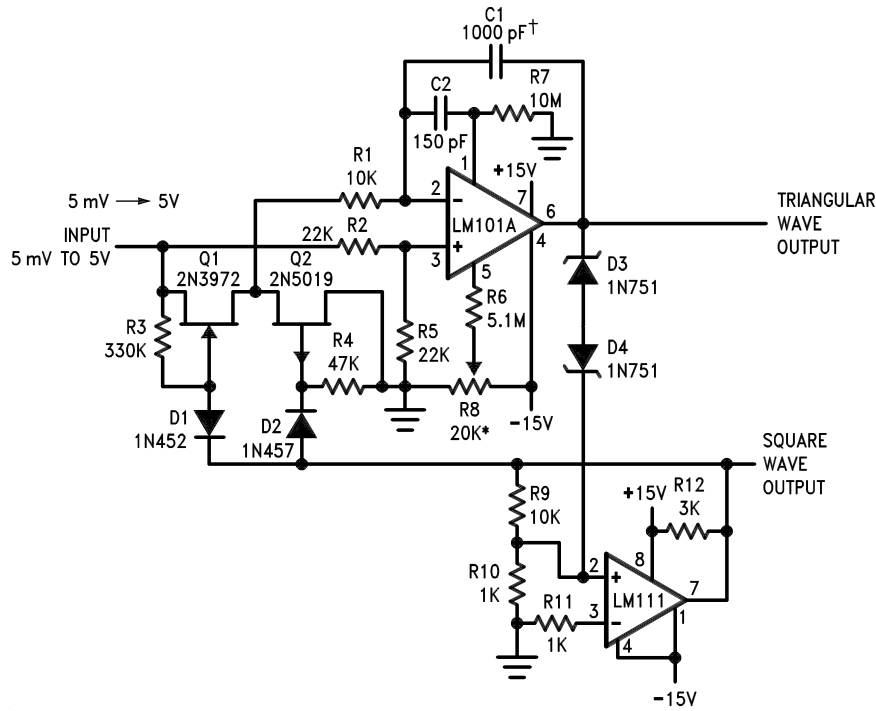 C1
1000 pF†
C2
150 pF
R7
10M
R1
10K
1
+15V
5 mV → 5V
2
7
6
TRIANGULAR
WAVE
OUTPUT
LM101A
INPUT
5 mV TO 5V
22K
R2
3
4
5
Q1
2N3972
Q2
2N5019
D3
1N751
R6
5.1M
R3
330K
R4
47K
R5
22K
D4
1N751
R8
20K*
-15V
D1
1N452
D2
1N457
SQUARE
WAVE
OUTPUT
R9
10K
+15V
R12
3K
R10
1K
2
8
7
LM111
R11
1K
3
1
4
-15V